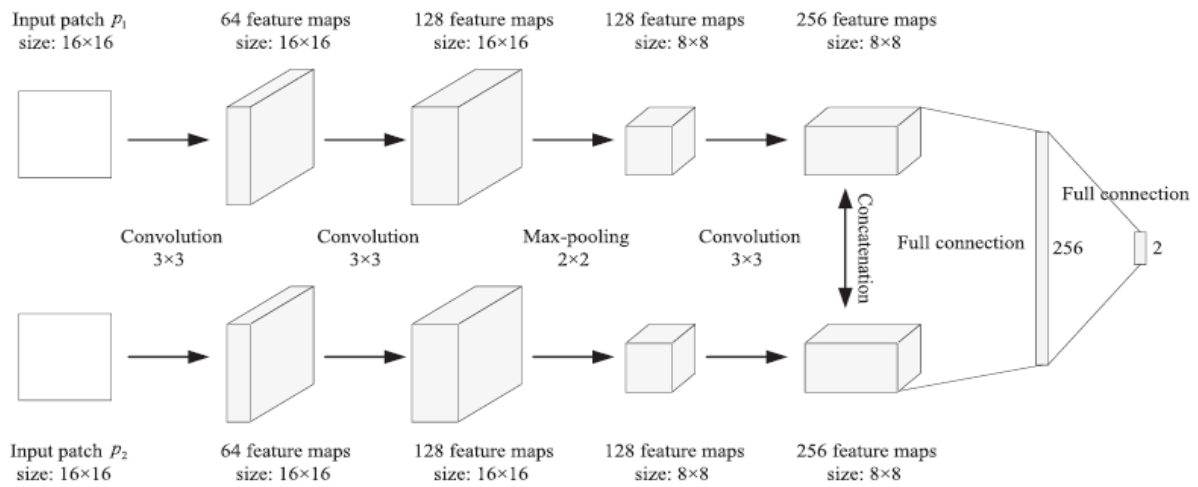 Input patch p₁
size: 16×16
64 feature maps
size: 16×16
128 feature maps
size: 16×16
128 feature maps
size: 8×8
256 feature maps
size: 8×8
Convolution
3×3
Convolution
3×3
Max-pooling
2×2
Convolution
3×3
Concatenation
Full connection
256
Full connection
2
Input patch p₂
size: 16×16
64 feature maps
size: 16×16
128 feature maps
size: 16×16
128 feature maps
size: 8×8
256 feature maps
size: 8×8